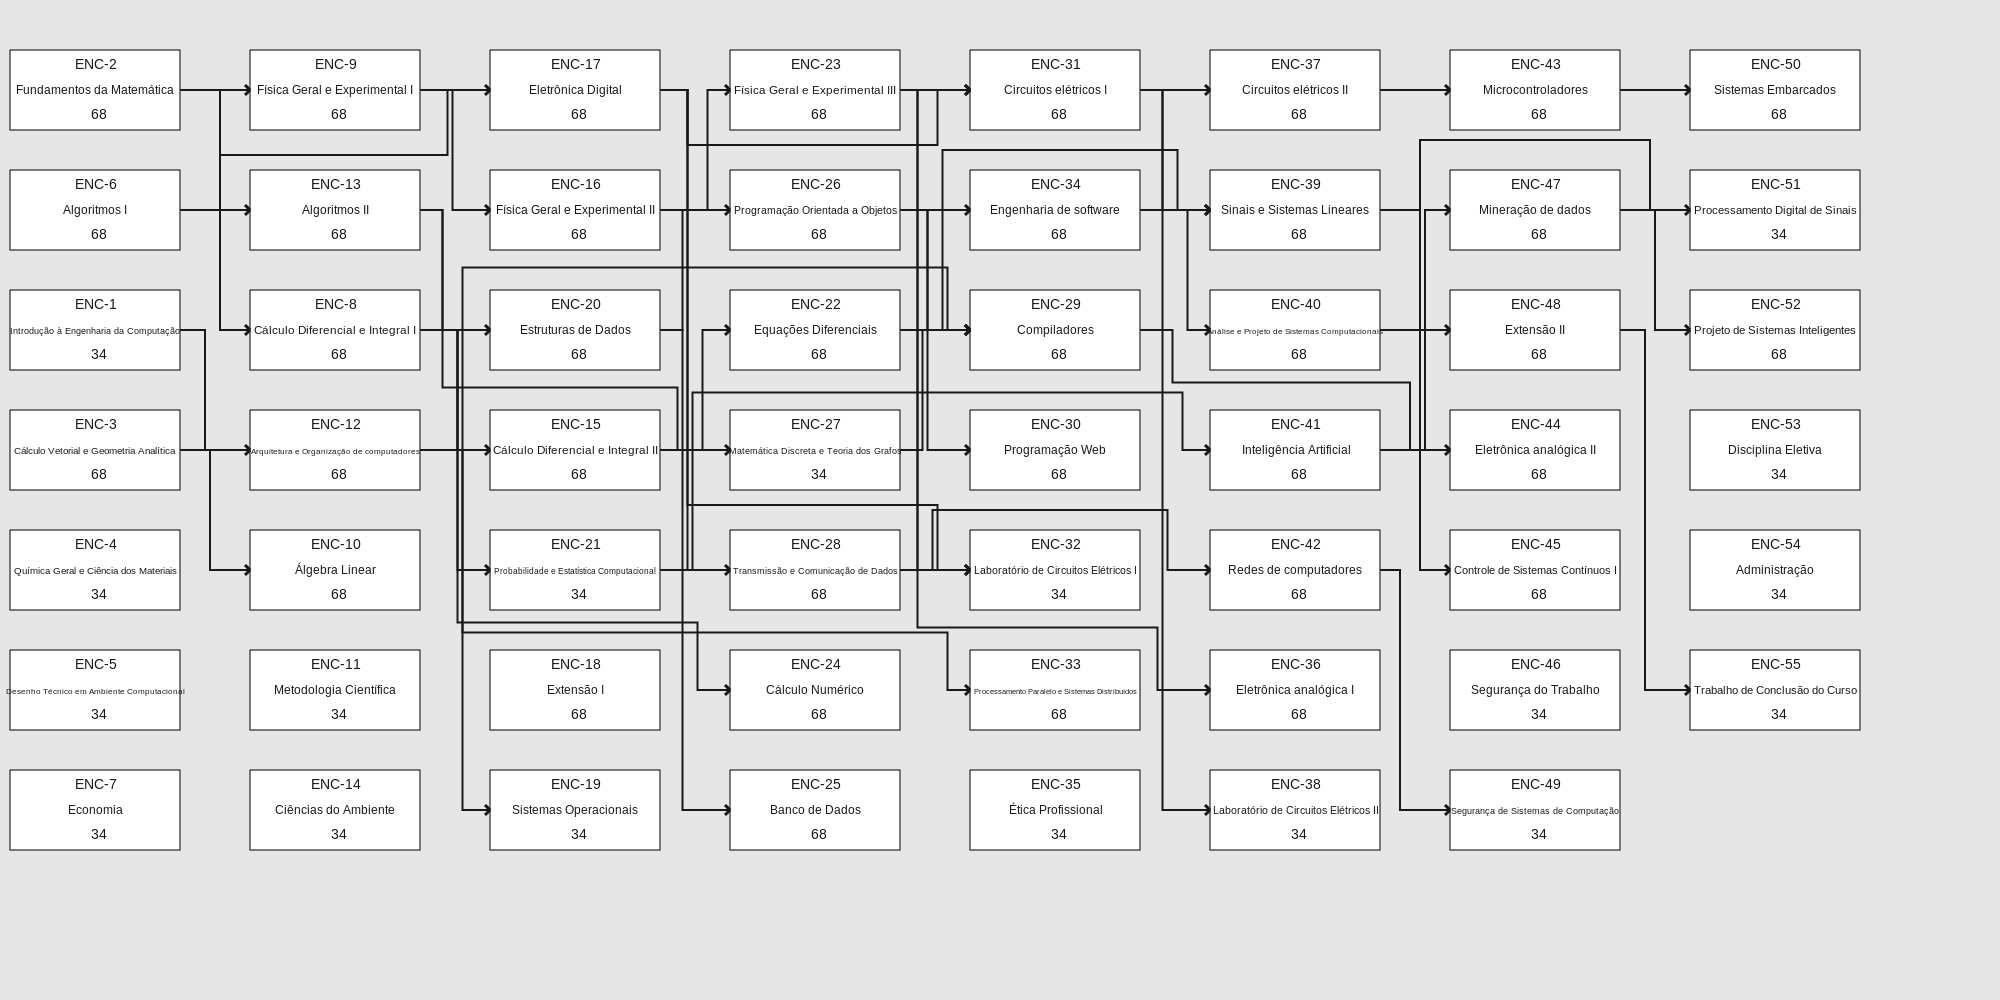 ENC-2
Fundamentos da Matemática
68
ENC-9
Física Geral e Experimental I
68
ENC-17
Eletrônica Digital
68
ENC-23
Física Geral e Experimental III
68
ENC-31
Circuitos elétricos I
68
ENC-37
Circuitos elétricos II
68
ENC-43
Microcontroladores
68
ENC-50
Sistemas Embarcados
68
ENC-6
Algoritmos I
68
ENC-13
Algoritmos II
68
ENC-16
Física Geral e Experimental II
68
ENC-26
Programação Orientada a Objetos
68
ENC-34
Engenharia de software
68
ENC-39
Sinais e Sistemas Lineares
68
ENC-47
Mineração de dados
68
ENC-51
Processamento Digital de Sinais
34
ENC-1
Introdução à Engenharia da Computação
34
ENC-8
Cálculo Diferencial e Integral I
68
ENC-20
Estruturas de Dados
68
ENC-22
Equações Diferenciais
68
ENC-29
Compiladores
68
ENC-40
Análise e Projeto de Sistemas Computacionais
68
ENC-48
Extensão II
68
ENC-52
Projeto de Sistemas Inteligentes
68
ENC-3
Cálculo Vetorial e Geometria Analítica
68
ENC-12
Arquitetura e Organização de computadores
68
ENC-15
Cálculo Diferencial e Integral II
68
ENC-27
Matemática Discreta e Teoria dos Grafos
34
ENC-30
Programação Web
68
ENC-41
Inteligência Artificial
68
ENC-44
Eletrônica analógica II
68
ENC-53
Disciplina Eletiva
34
ENC-4
Química Geral e Ciência dos Materiais
34
ENC-10
Álgebra Linear
68
ENC-21
Probabilidade e Estatística Computacional
34
ENC-28
Transmissão e Comunicação de Dados
68
ENC-32
Laboratório de Circuitos Elétricos I
34
ENC-42
Redes de computadores
68
ENC-45
Controle de Sistemas Contínuos I
68
ENC-54
Administração
34
ENC-5
Desenho Técnico em Ambiente Computacional
34
ENC-11
Metodologia Científica
34
ENC-18
Extensão I
68
ENC-24
Cálculo Numérico
68
ENC-33
Processamento Paralelo e Sistemas Distribuidos
68
ENC-36
Eletrônica analógica I
68
ENC-46
Segurança do Trabalho
34
ENC-55
Trabalho de Conclusão do Curso
34
ENC-7
Economia
34
ENC-14
Ciências do Ambiente
34
ENC-19
Sistemas Operacionais
34
ENC-25
Banco de Dados
68
ENC-35
Ética Profissional
34
ENC-38
Laboratório de Circuitos Elétricos II
34
ENC-49
Segurança de Sistemas de Computação
34